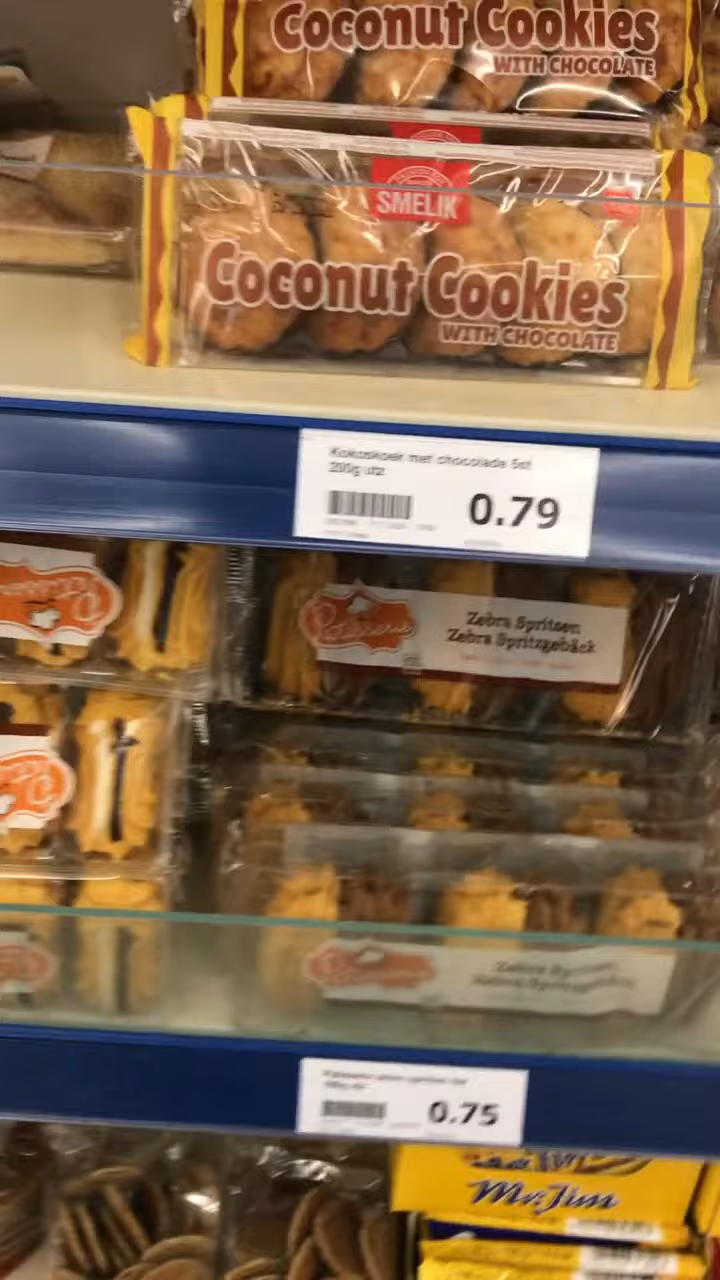 Coconut Cookies
WITH CHOCOLATE
SMELIK
Coconut Cookies
WITH CHOCOLATE
Kokoskoek met chocolade 5st
200g utz
0.79
Zebra Spritsen
Zebra Spritzgebäck
0.75
Mr. Jim